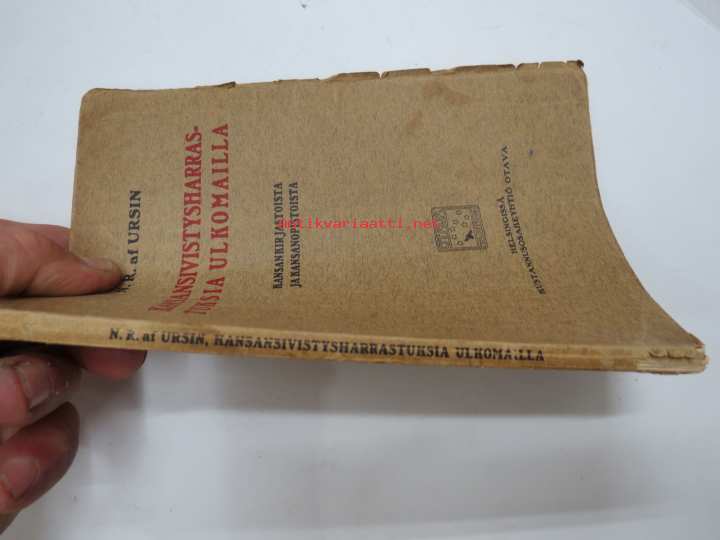 N. R. af URSIN
KANSANSIVISTYSHARRAS-
TUKSIA ULKOMAILLA
KANSANKIRJASTOISTA
JA KANSANOPISTOISTA
HELSINGISSÄ
KUSTANNUSOSAKEYHTIÖ OTAVA
N. R. af URSIN, KANSANSIVISTYSHARRASTUKSIA ULKOMAILLA
antikvariaatti.net